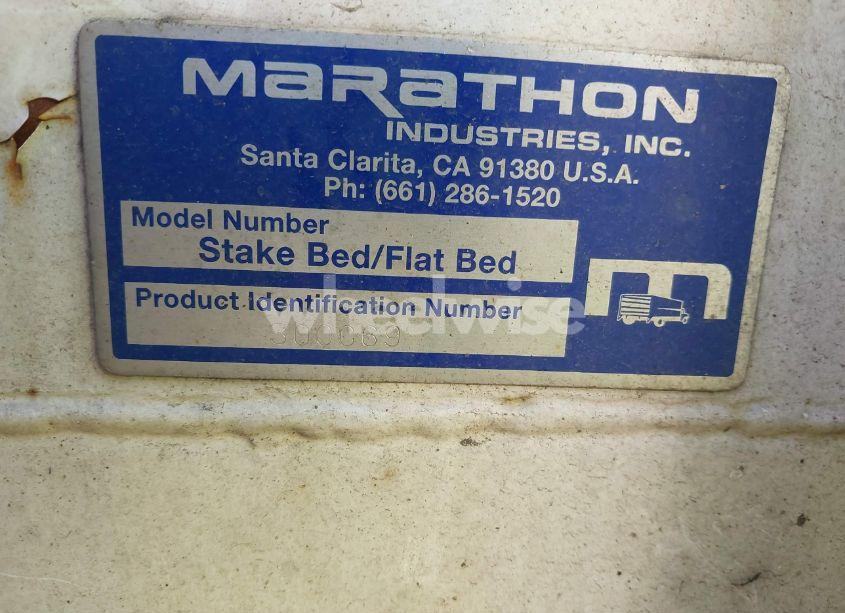 MaRaTHON
INDUSTRIES, INC.
Santa Clarita, CA 91380 U.S.A.
Ph: (661) 286-1520
Model Number
Stake Bed/Flat Bed
Product Identification Number
wheelwise